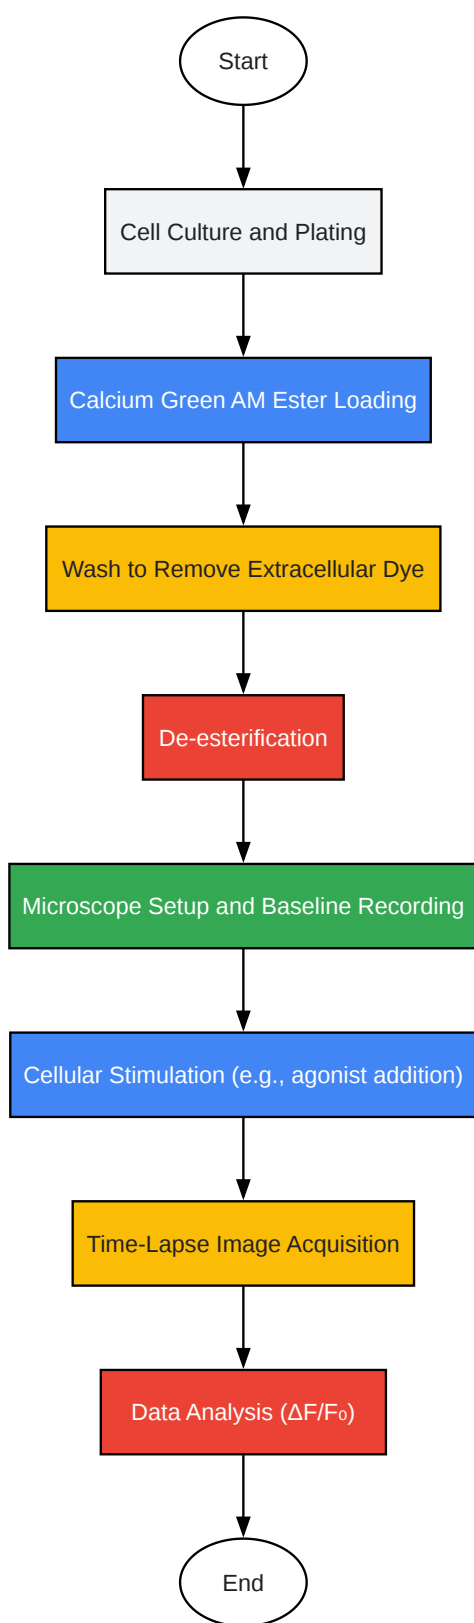 Start
Cell Culture and Plating
Calcium Green AM Ester Loading
Wash to Remove Extracellular Dye
De-esterification
Microscope Setup and Baseline Recording
Cellular Stimulation (e.g., agonist addition)
Time-Lapse Image Acquisition
Data Analysis (ΔF/F₀)
End